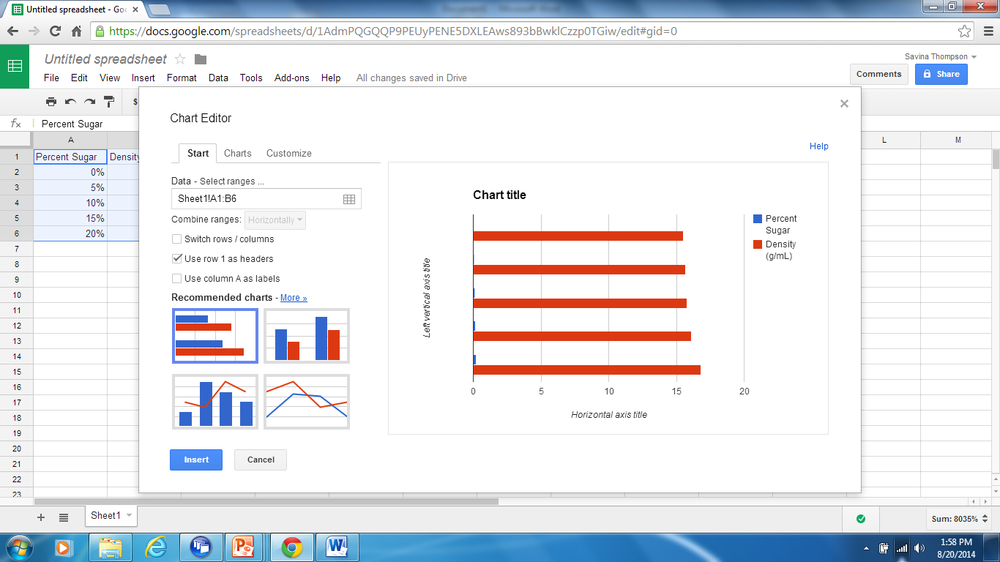 Untitled spreadsheet - Goo
https://docs.google.com/spreadsheets/d/1AdmPQGQQP9PEUyPENE5DXLEAws893bBwklCzzp0TGiw/edit#gid=0
Untitled spreadsheet
Savina Thompson
File Edit View Insert Format Data Tools Add-ons Help All changes saved in Drive
Comments
Share
$
fx Percent Sugar
A L M
1 Percent Sugar Density
2 0%
3 5%
4 10%
5 15%
6 20%
7
8
9
10
11
12
13
14
15
16
17
18
19
20
21
22
23
Chart Editor
Start Charts Customize
Help
Data - Select ranges ...
Sheet1!A1:B6
Combine ranges: Horizontally
Switch rows / columns
Use row 1 as headers
Use column A as labels
Recommended charts - More »
Insert
Cancel
Chart title
Left vertical axis title
0 5 10 15 20
Horizontal axis title
Percent
Sugar
Density
(g/mL)
Sheet1
Sum: 8035%
1:58 PM
8/20/2014